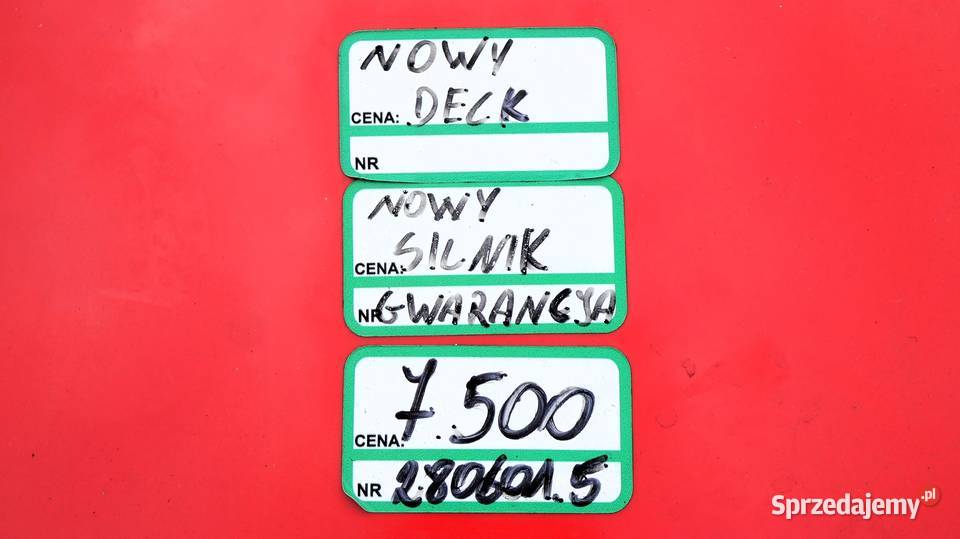 NOWY
CENA: DECK
NR
NOWY
CENA: SILNIK
NR GWARANCJA
CENA: 7.500
NR 280601.5
Sprzedajemy.pl